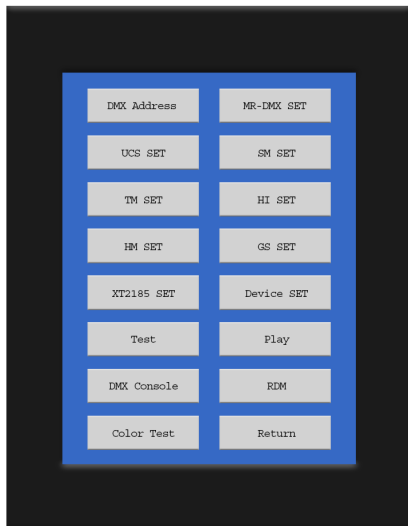 DMX Address MR-DMX SET
UCS SET SM SET
TM SET HI SET
HM SET GS SET
XT2185 SET Device SET
Test Play
DMX Console RDM
Color Test Return